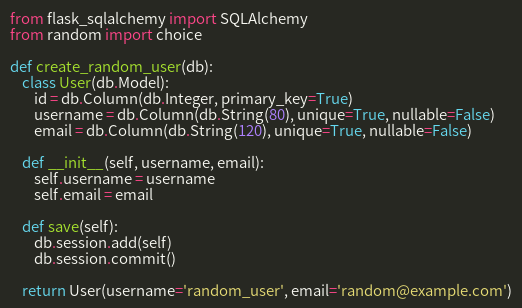 from flask_sqlalchemy import SQLAlchemy
from random import choice

def create_random_user(db):
    class User(db.Model):
        id = db.Column(db.Integer, primary_key=True)
        username = db.Column(db.String(80), unique=True, nullable=False)
        email = db.Column(db.String(120), unique=True, nullable=False)

    def __init__(self, username, email):
        self.username = username
        self.email = email

    def save(self):
        db.session.add(self)
        db.session.commit()

    return User(username='random_user', email='random@example.com')